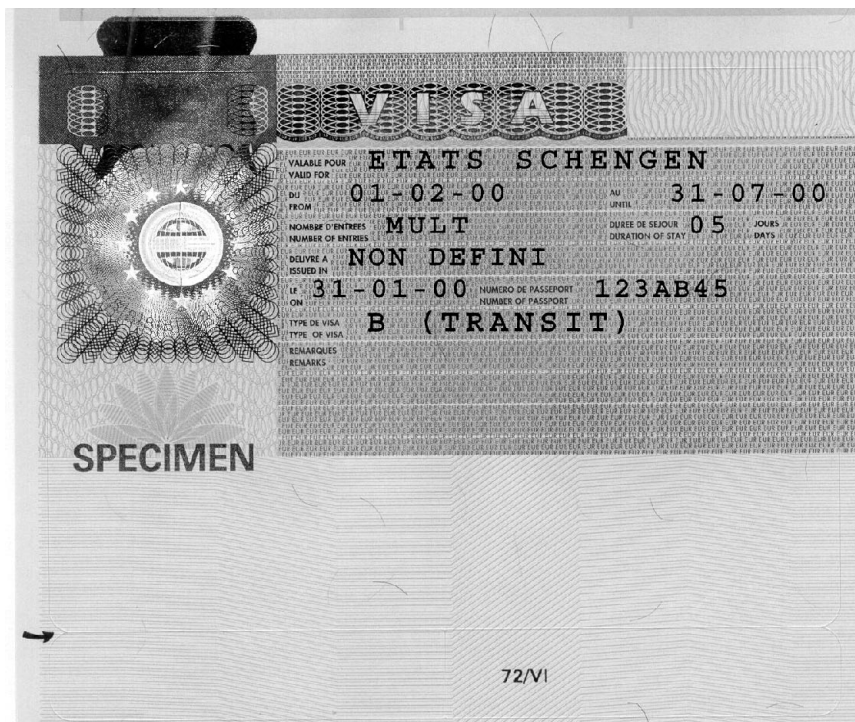 VISA
VALABLE POUR ETATS SCHENGEN
VALID FOR
DU 01-02-00 AU 31-07-00
FROM UNTIL
NOMBRE D'ENTREES MULT DUREE DE SEJOUR 05 JOURS
NUMBER OF ENTRIES DURATION OF STAY DAYS
DELIVRE A NON DEFINI
ISSUED IN
LE 31-01-00 NUMERO DE PASSEPORT 123AB45
ON NUMBER OF PASSPORT
TYPE DE VISA B (TRANSIT)
TYPE OF VISA
REMARQUES
REMARKS
SPECIMEN
72/VI